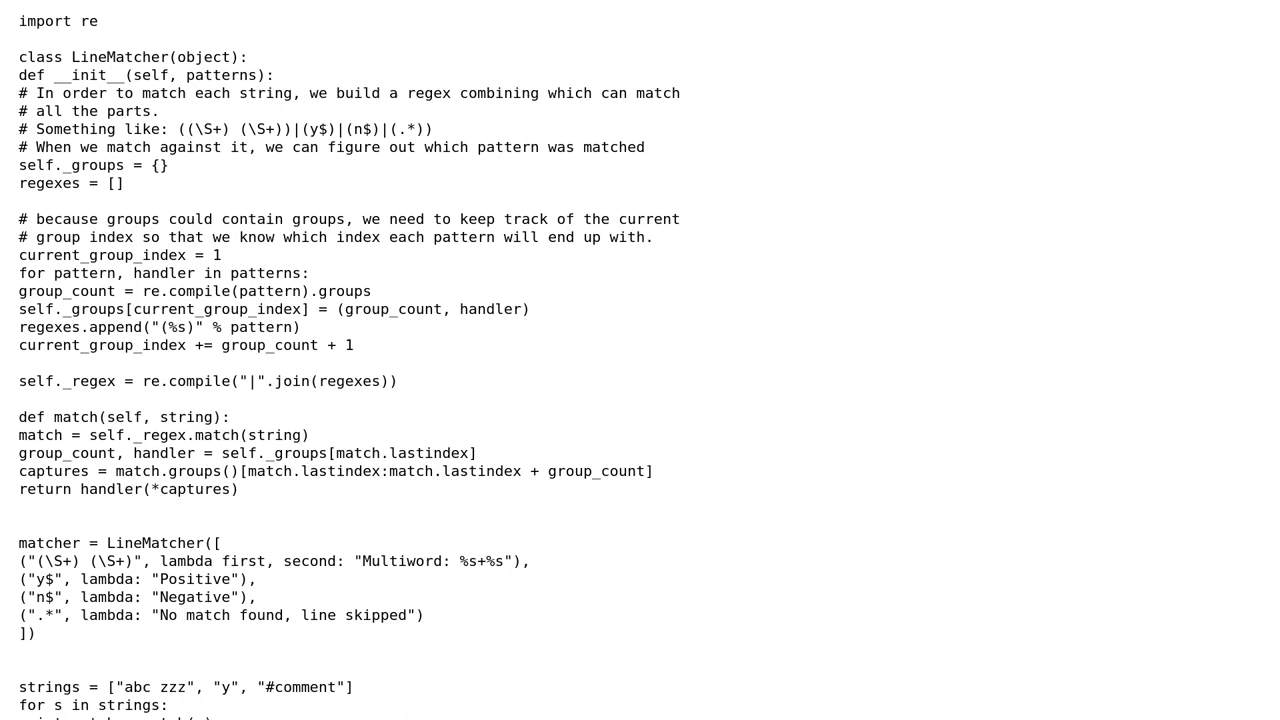 import re
class LineMatcher(object):
def __init__(self, patterns):
# In order to match each string, we build a regex combining which can match
# all the parts.
# Something like: ((\S+) (\S+))|(y$)|(n$)|(.*))
# When we match against it, we can figure out which pattern was matched
self._groups = {}
regexes = []
# because groups could contain groups, we need to keep track of the current
# group index so that we know which index each pattern will end up with.
current_group_index = 1
for pattern, handler in patterns:
group_count = re.compile(pattern).groups
self._groups[current_group_index] = (group_count, handler)
regexes.append("(%s)" % pattern)
current_group_index += group_count + 1
self._regex = re.compile("|".join(regexes))
def match(self, string):
match = self._regex.match(string)
group_count, handler = self._groups[match.lastindex]
captures = match.groups()[match.lastindex:match.lastindex + group_count]
return handler(*captures)
matcher = LineMatcher([
("(\S+) (\S+)", lambda first, second: "Multiword: %s+%s"),
("y$", lambda: "Positive"),
("n$", lambda: "Negative"),
(".*", lambda: "No match found, line skipped")
])
strings = ["abc zzz", "y", "#comment"]
for s in strings: